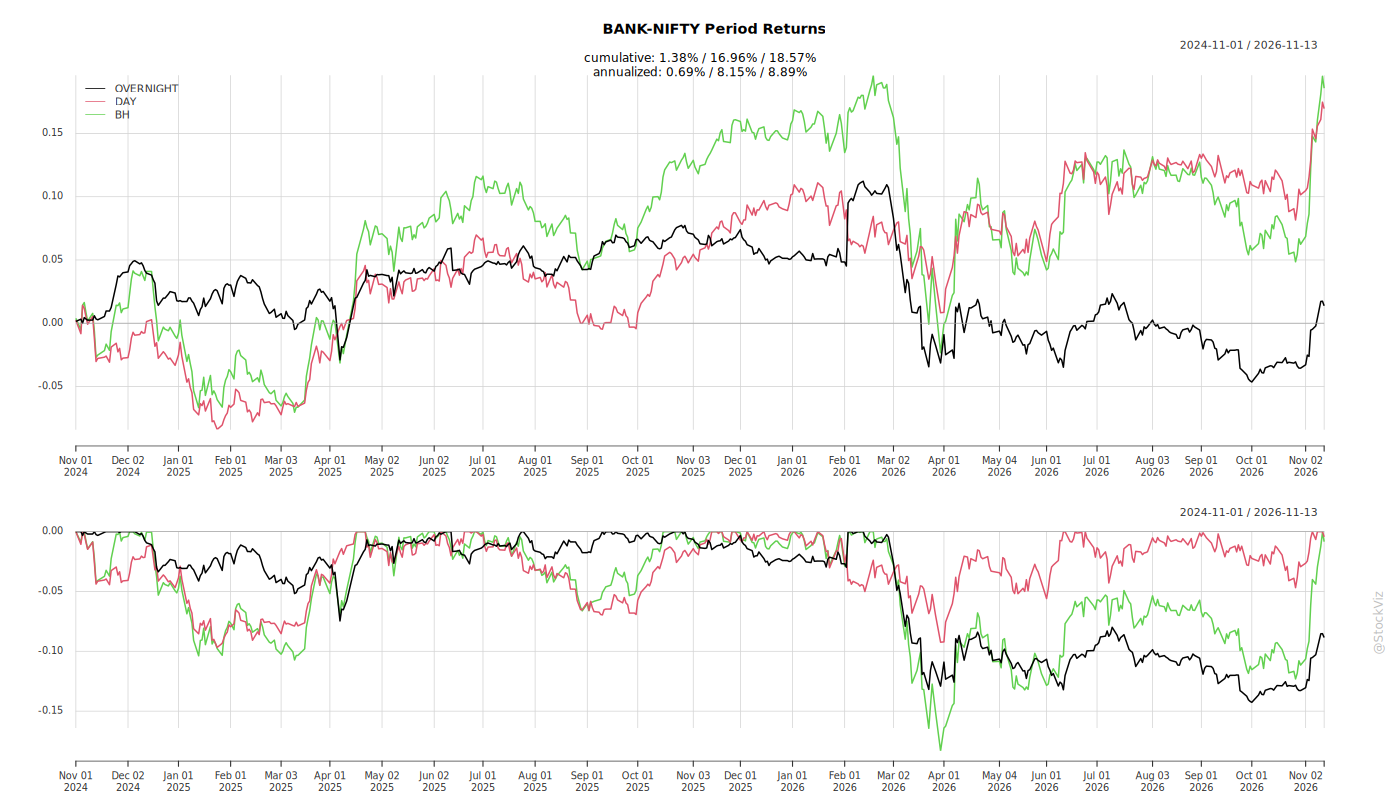 BANK-NIFTY Period Returns
2024-11-01 / 2026-11-13
cumulative: 1.38% / 16.96% / 18.57%
annualized: 0.69% / 8.15% / 8.89%
OVERNIGHT
DAY
BH
0.15
0.10
0.05
0.00
-0.05
Nov 01 Dec 02 Jan 01 Feb 01 Mar 03 Apr 01 May 02 Jun 02 Jul 01 Aug 01 Sep 01 Oct 01 Nov 03 Dec 01 Jan 01 Feb 01 Mar 02 Apr 01 May 04 Jun 01 Jul 01 Aug 03 Sep 01 Oct 01 Nov 02
2024 2024 2025 2025 2025 2025 2025 2025 2025 2025 2025 2025 2025 2025 2026 2026 2026 2026 2026 2026 2026 2026 2026 2026 2026
2024-11-01 / 2026-11-13
0.00
-0.05
-0.10
-0.15
Nov 01 Dec 02 Jan 01 Feb 01 Mar 03 Apr 01 May 02 Jun 02 Jul 01 Aug 01 Sep 01 Oct 01 Nov 03 Dec 01 Jan 01 Feb 01 Mar 02 Apr 01 May 04 Jun 01 Jul 01 Aug 03 Sep 01 Oct 01 Nov 02
2024 2024 2025 2025 2025 2025 2025 2025 2025 2025 2025 2025 2025 2025 2026 2026 2026 2026 2026 2026 2026 2026 2026 2026 2026
@StockViz